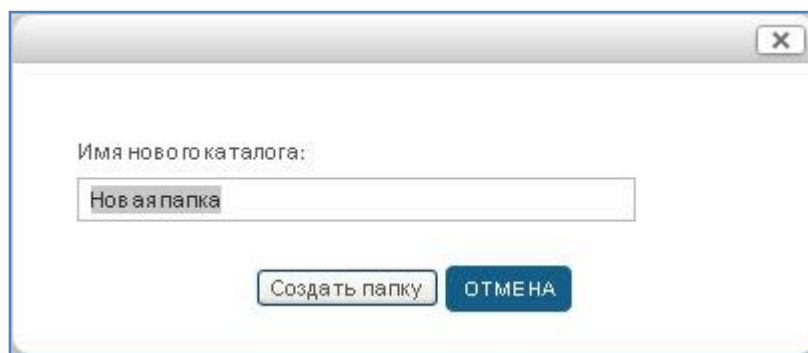 Имя нового каталога:
Новая папка
Создать папку ОТМЕНА